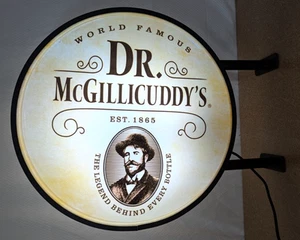 WORLD FAMOUS
DR.
McGILLICUDDY'S®
EST. 1865
THE LEGEND BEHIND EVERY BOTTLE